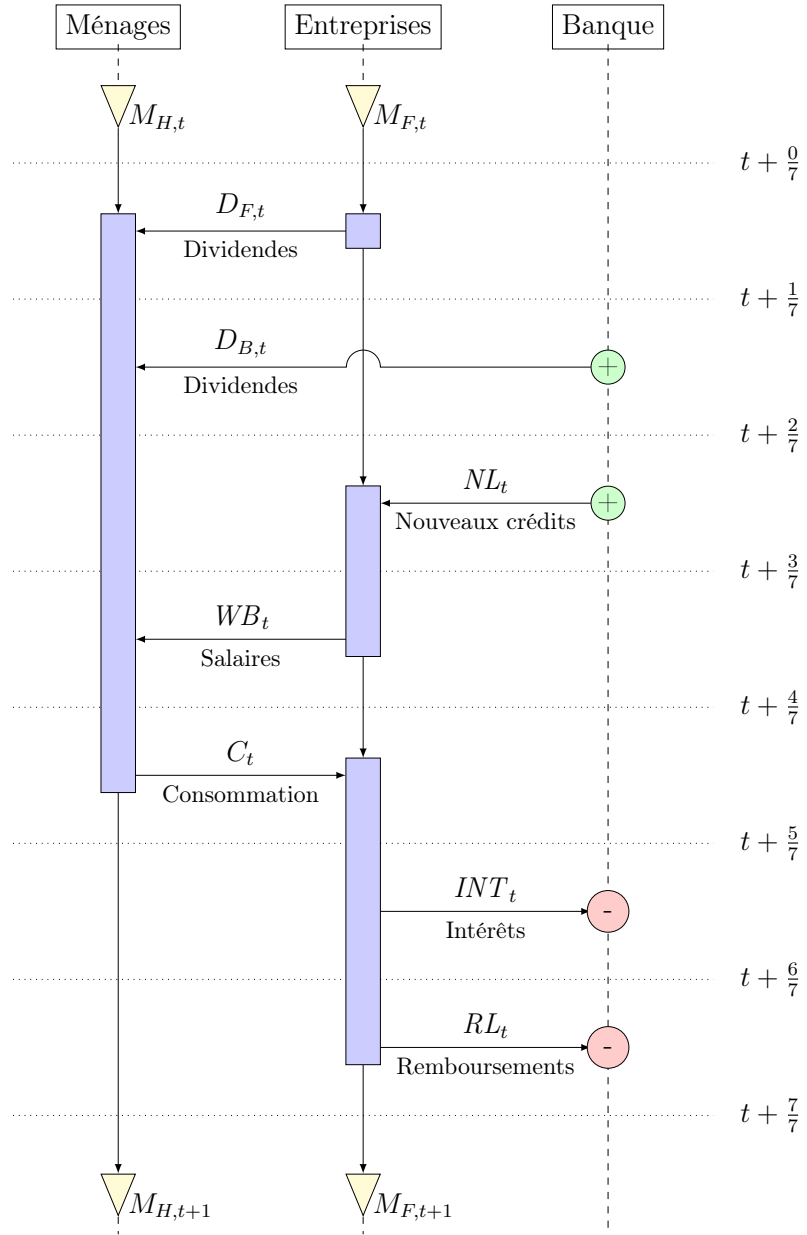 Ménages Entreprises Banque
M_{H,t} M_{F,t}
t + 0/7
D_{F,t}
Dividendes
t + 1/7
D_{B,t}
+
Dividendes
t + 2/7
NL_t
+
Nouveaux crédits
t + 3/7
WB_t
Salaires
t + 4/7
C_t
Consommation
t + 5/7
INT_t
-
Intérêts
t + 6/7
RL_t
-
Remboursements
t + 7/7
M_{H,t+1} M_{F,t+1}